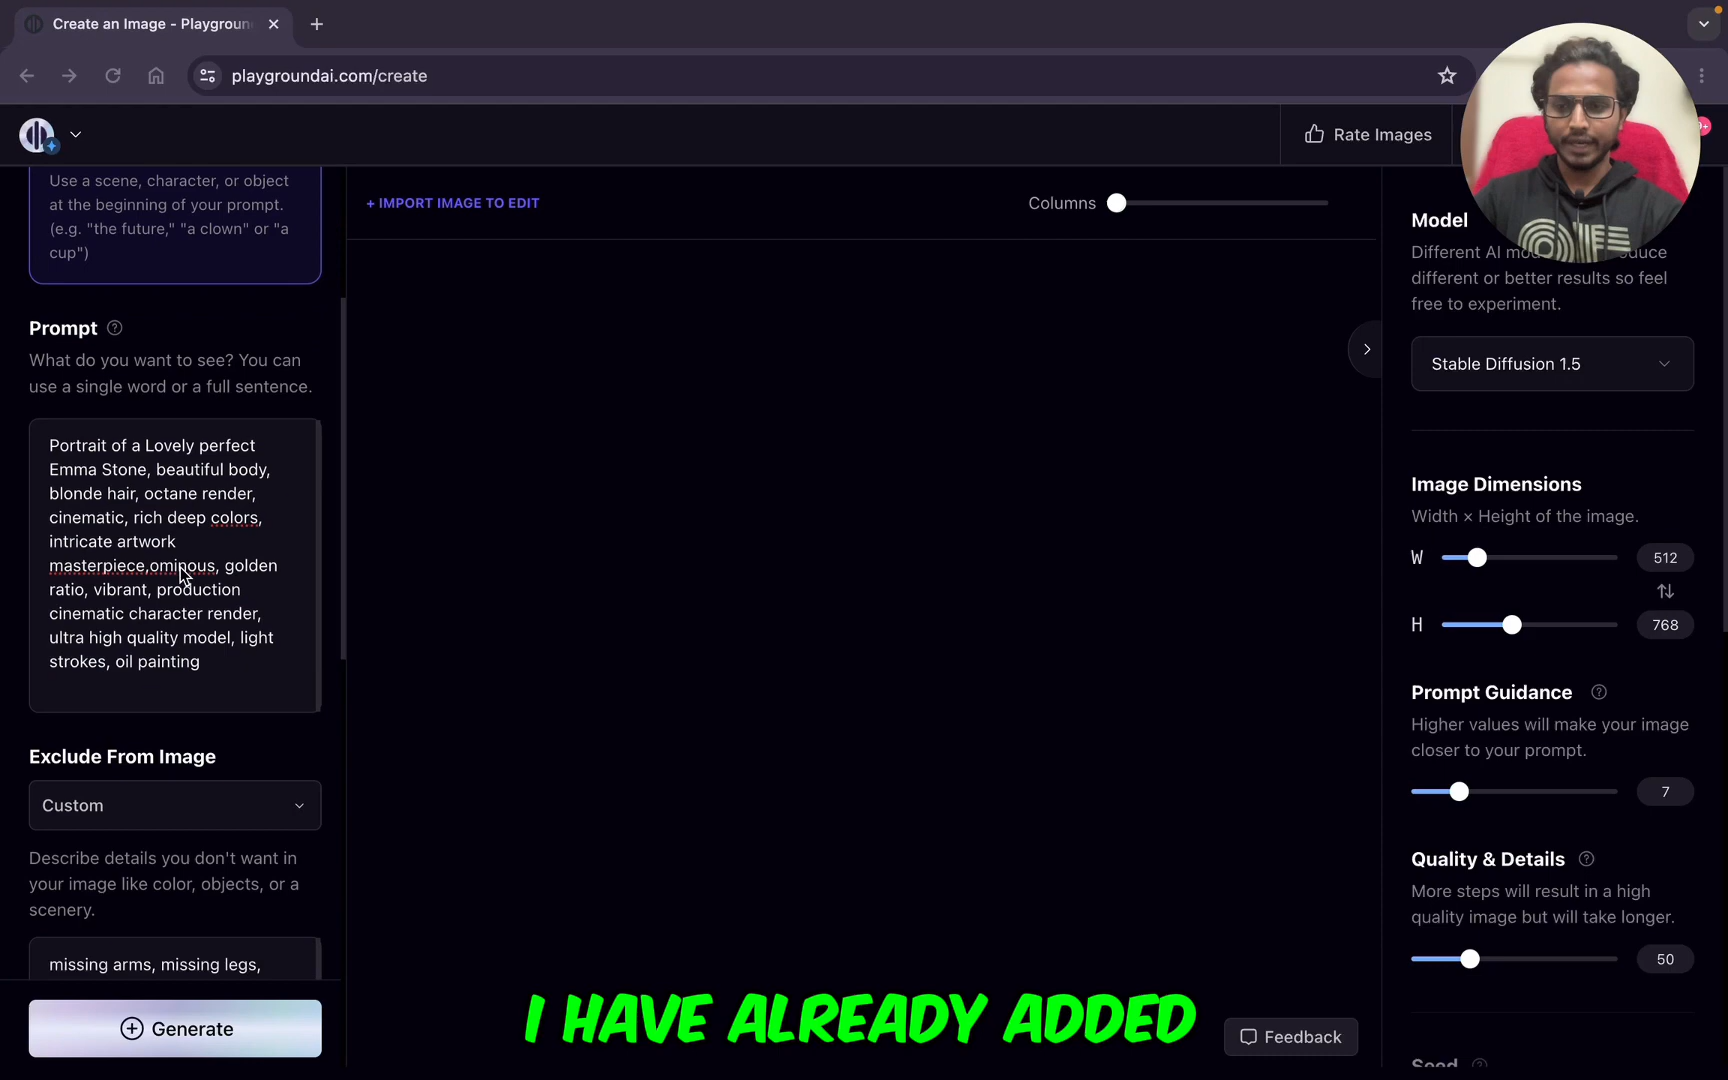 Create an Image - Playgroun
playgroundai.com/create
Rate Images
9+
Use a scene, character, or object
at the beginning of your prompt.
(e.g. "the future," "a clown" or "a
cup")
Prompt
What do you want to see? You can
use a single word or a full sentence.
Portrait of a Lovely perfect
Emma Stone, beautiful body,
blonde hair, octane render,
cinematic, rich deep colors,
intricate artwork
masterpiece,ominous, golden
ratio, vibrant, production
cinematic character render,
ultra high quality model, light
strokes, oil painting
Exclude From Image
Custom
Describe details you don't want in
your image like color, objects, or a
scenery.
missing arms, missing legs,
Generate
+ IMPORT IMAGE TO EDIT
Columns
I HAVE ALREADY ADDED
Feedback
Model
Different AI mo duce
different or better results so feel
free to experiment.
Stable Diffusion 1.5
Image Dimensions
Width × Height of the image.
W 512
H 768
Prompt Guidance
Higher values will make your image
closer to your prompt.
7
Quality & Details
More steps will result in a high
quality image but will take longer.
50
Seed